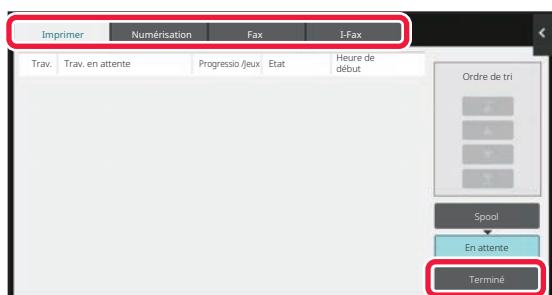 Imprimer Numérisation Fax I-Fax
Trav. Trav. en attente Progressio /Jeux Etat Heure de
début
Ordre de tri
Spool
En attente
Terminé